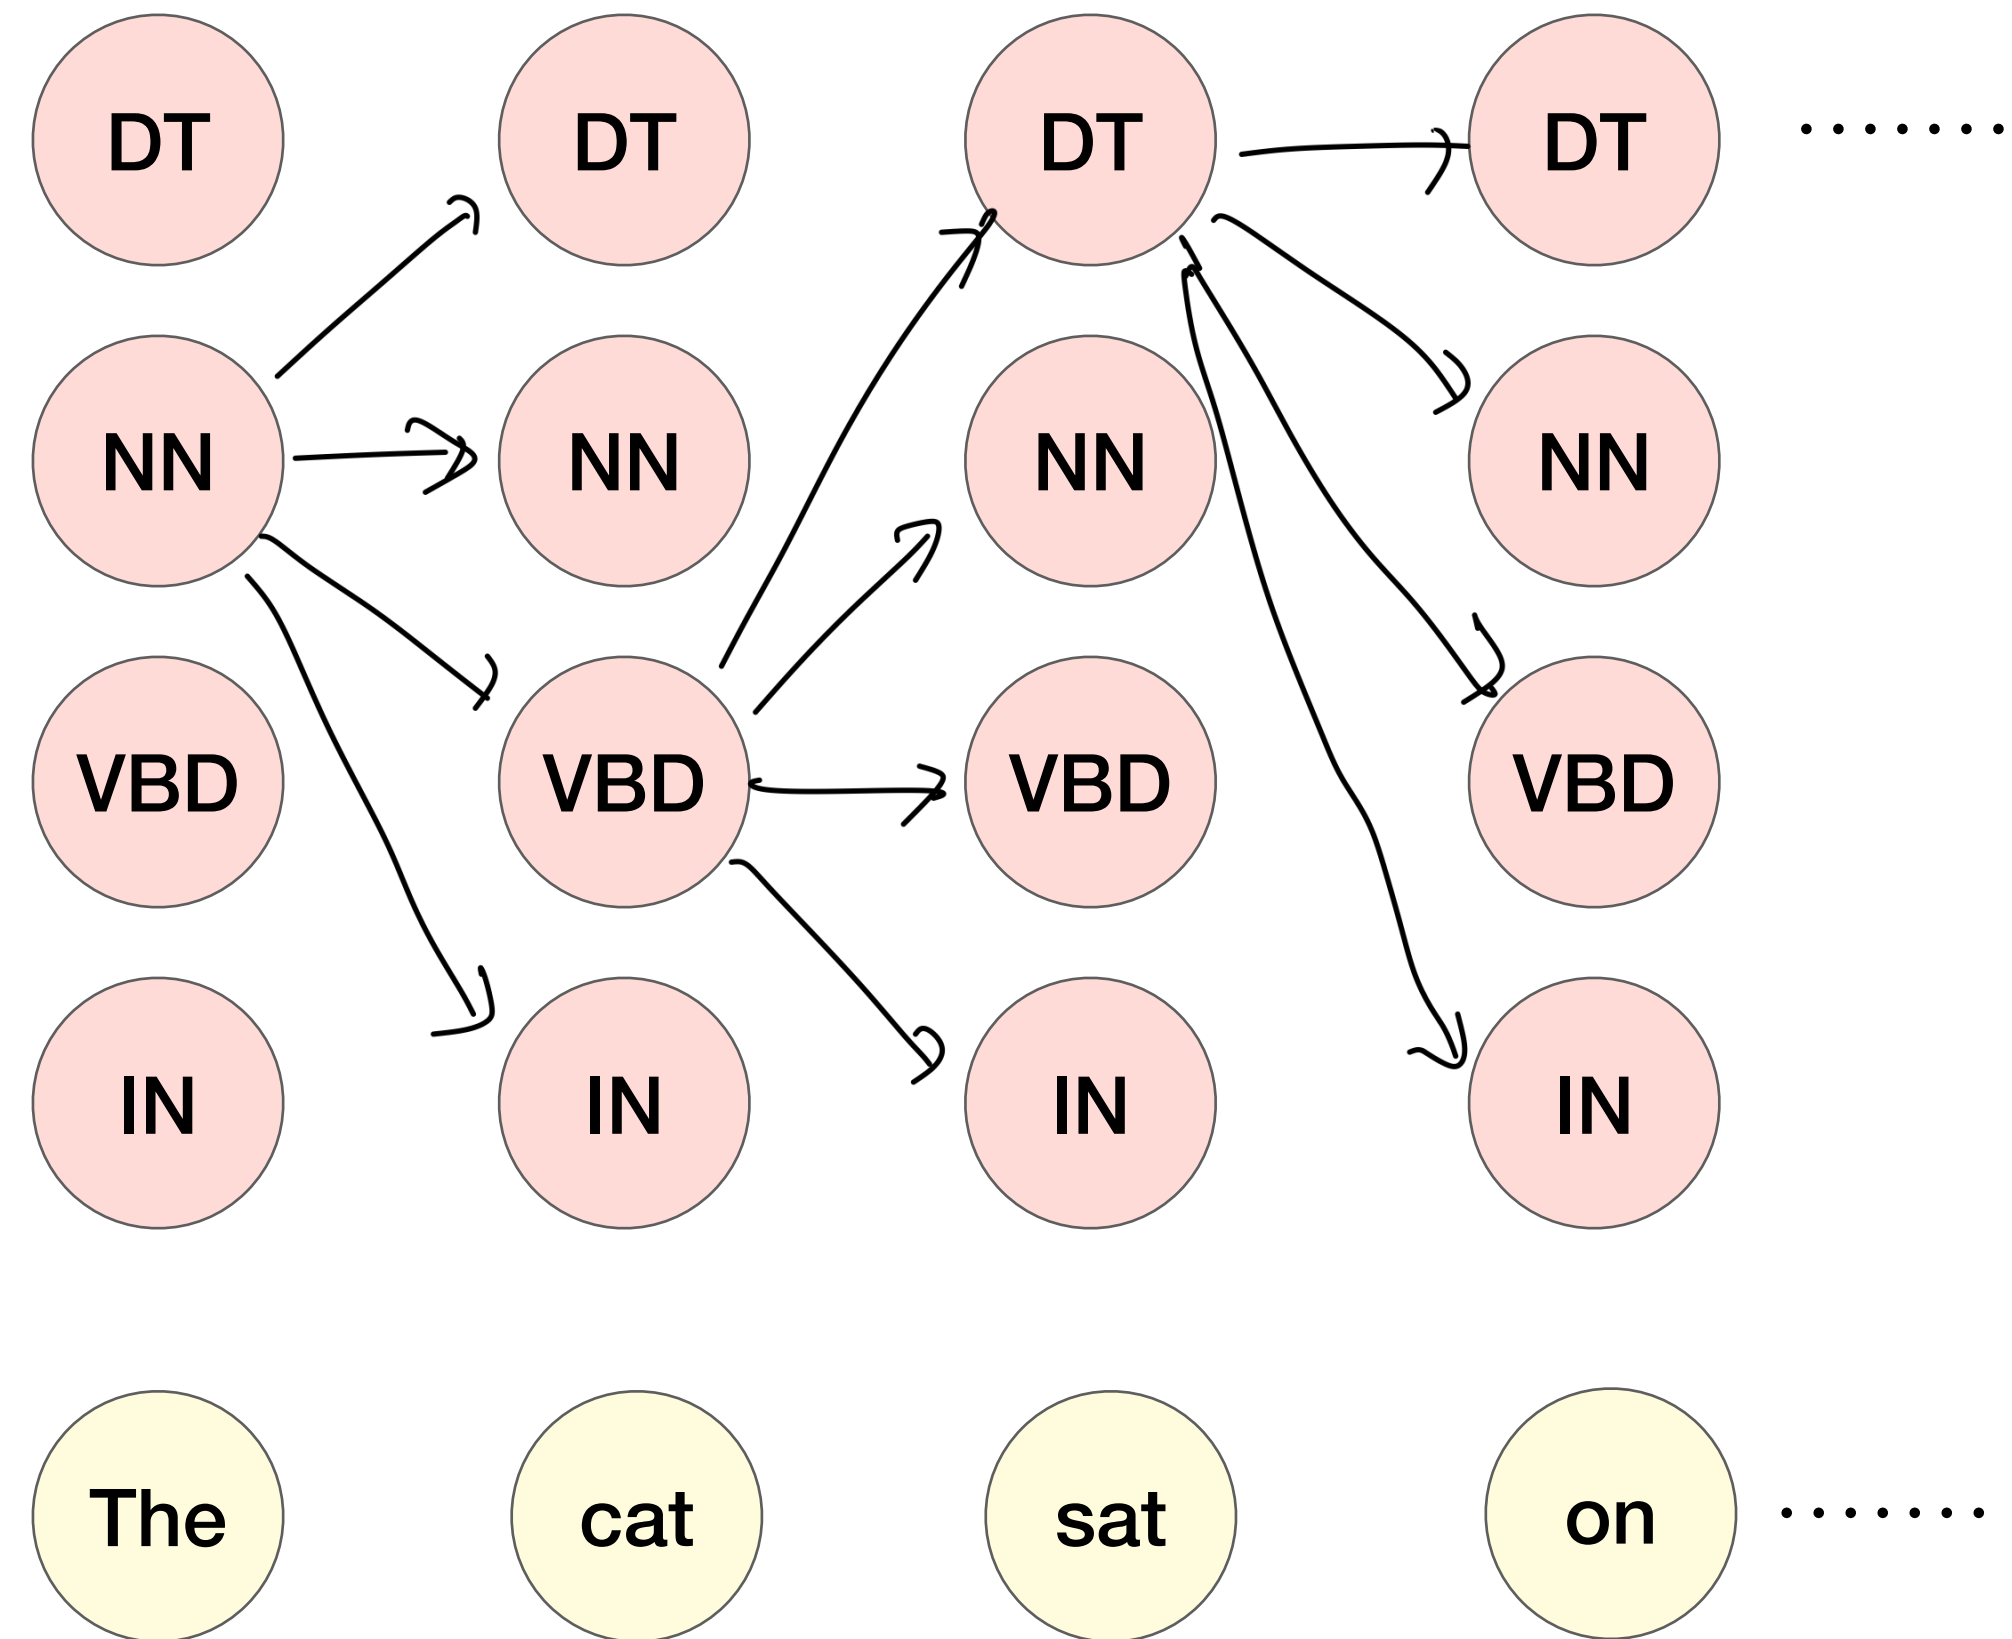 DT DT DT DT .......
NN NN NN NN
VBD VBD VBD VBD
IN IN IN IN
The cat sat on .......